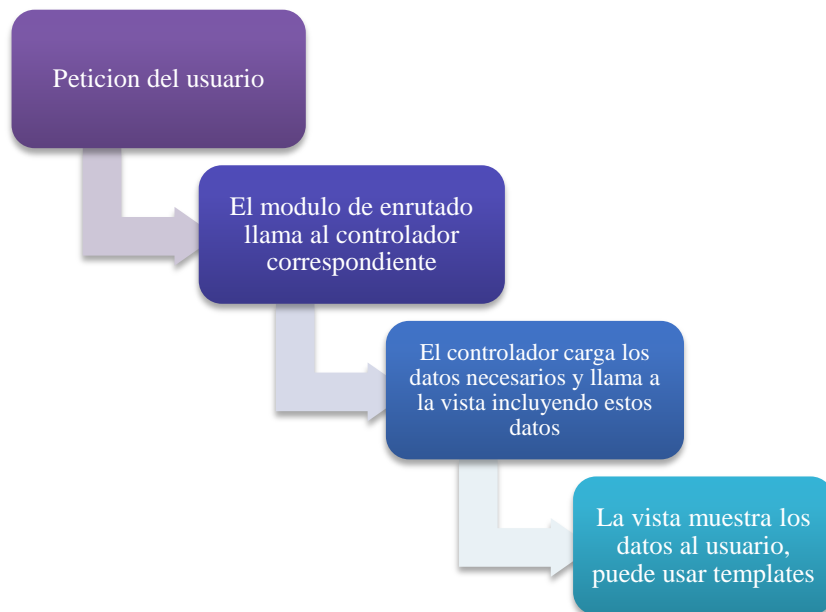 Peticion del usuario
El modulo de enrutado
llama al controlador
correspondiente
El controlador carga los
datos necesarios y llama a
la vista incluyendo estos
datos
La vista muestra los
datos al usuario,
puede usar templates